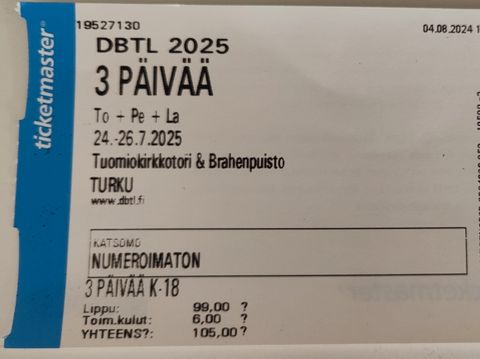 19527130
04.08.2024
ticketmaster®
DBTL 2025
3 PÄIVÄÄ
To + Pe + La
24.-26.7.2025
Tuomiokirkkotori & Brahenpuisto
TURKU
www.dbtl.fi
KATSOMO
NUMEROIMATON
3 PÄIVÄÄ K-18
Lippu: 99,00 ?
Toim.kulut: 6,00 ?
YHTEENS?: 105,00 ?